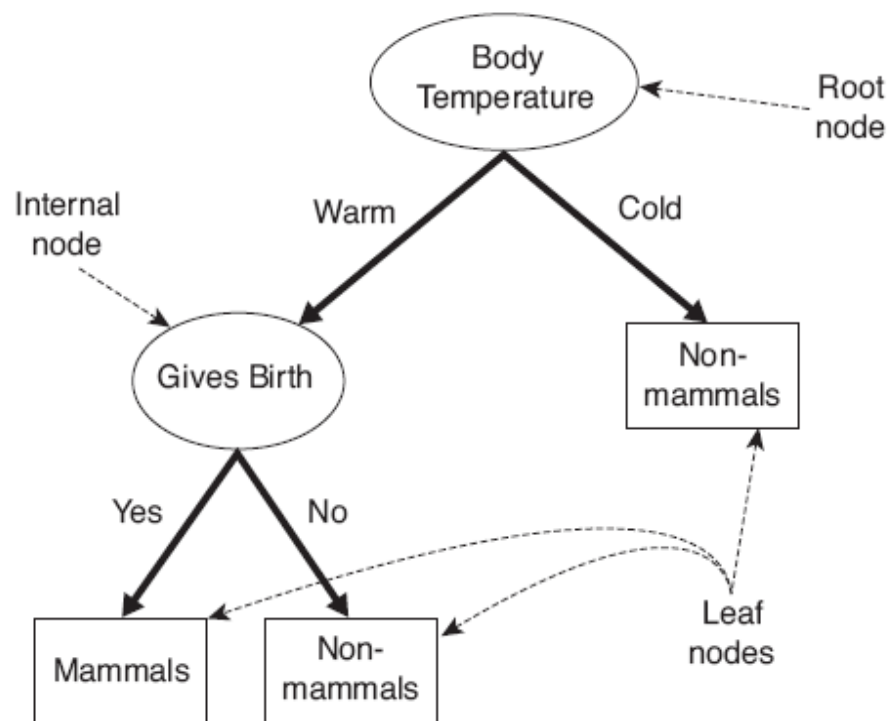 Body
Temperature
Root
node
Internal
node
Warm
Cold
Gives Birth
Non-
mammals
Yes
No
Mammals
Non-
mammals
Leaf
nodes